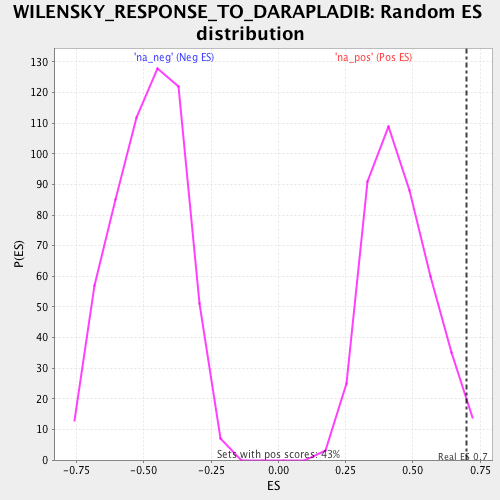 WILENSKY_RESPONSE_TO_DARAPLADIB: Random ES
distribution
'na_neg' (Neg ES)
'na_pos' (Pos ES)
130
120
110
100
90
80
70
60
50
40
30
20
10
0
P(ES)
Sets with pos scores: 43%
Real ES 0.7
-0.75
-0.50
-0.25
0.00
0.25
0.50
0.75
ES